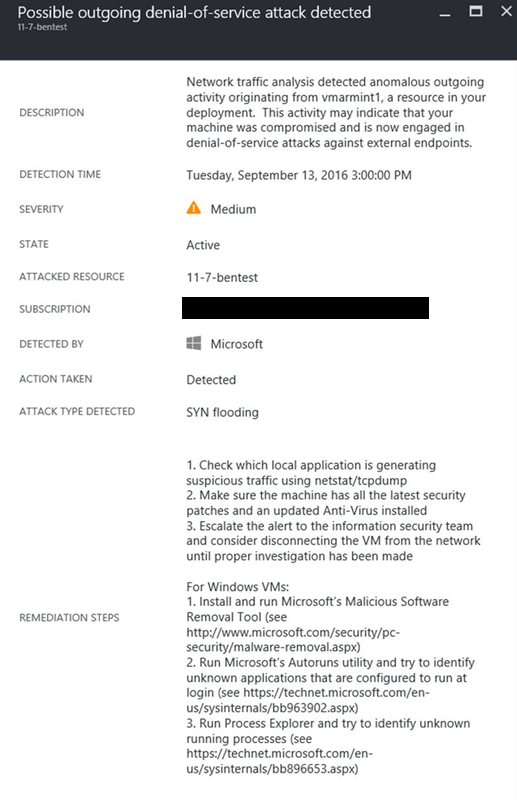 Possible outgoing denial-of-service attack detected
11-7-bentest
DESCRIPTION
Network traffic analysis detected anomalous outgoing
activity originating from vmarmint1, a resource in your
deployment.  This activity may indicate that your
machine was compromised and is now engaged in
denial-of-service attacks against external endpoints.
DETECTION TIME
Tuesday, September 13, 2016 3:00:00 PM
SEVERITY
Medium
STATE
Active
ATTACKED RESOURCE
11-7-bentest
SUBSCRIPTION
DETECTED BY
Microsoft
ACTION TAKEN
Detected
ATTACK TYPE DETECTED
SYN flooding
REMEDIATION STEPS
1. Check which local application is generating
suspicious traffic using netstat/tcpdump
2. Make sure the machine has all the latest security
patches and an updated Anti-Virus installed
3. Escalate the alert to the information security team
and consider disconnecting the VM from the network
until proper investigation has been made
For Windows VMs:
1. Install and run Microsoft's Malicious Software
Removal Tool (see
http://www.microsoft.com/security/pc-
security/malware-removal.aspx)
2. Run Microsoft's Autoruns utility and try to identify
unknown applications that are configured to run at
login (see https://technet.microsoft.com/en-
us/sysinternals/bb963902.aspx)
3. Run Process Explorer and try to identify unknown
running processes (see
https://technet.microsoft.com/en-
us/sysinternals/bb896653.aspx)